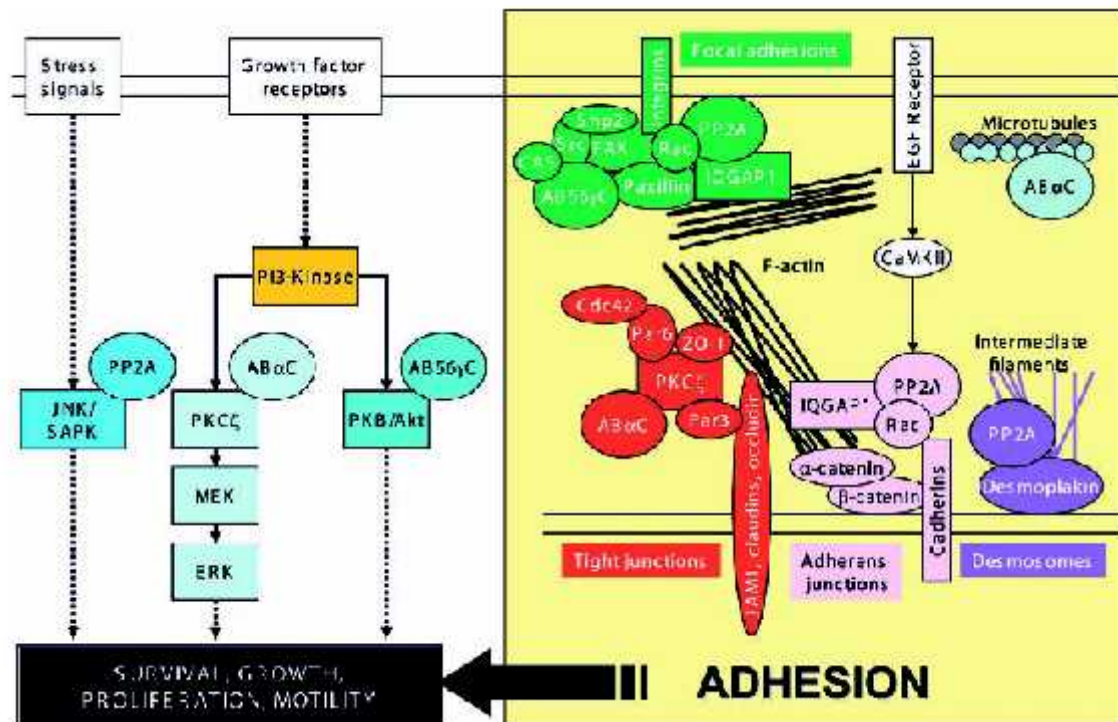 Stress
signals
Growth factor
receptors
PI3-Kinase
PP2A
JNK/
SAPK
ABαC
PKCζ
AB56γC
PKB/Akt
MEK
ERK
SURVIVAL, GROWTH,
PROLIFERATION, MOTILITY
Focal adhesions
Integrins
Shp2
Src
FAK
CAS
Rac
PP2A
AB56γC
Paxillin
IQGAP1
EGF Receptor
Microtubules
ABαC
F-actin
CaMKII
Cdc42
Par6
ZO-1
PKCζ
ABαC
Par3
JAM1, claudins, occludin
IQGAP1
PP2A
Rac
α-catenin
β-catenin
Cadherins
Intermediate
filaments
PP2A
Desmoplakin
Tight junctions
Adherens
junctions
Desmosomes
ADHESION